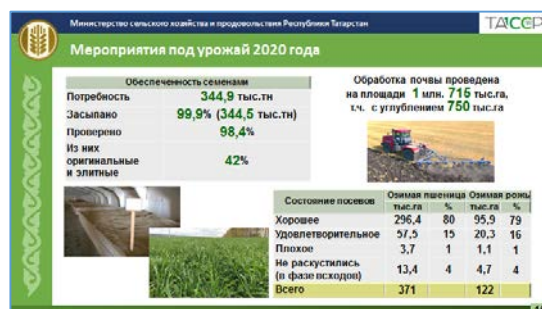 Министерство сельского хозяйства и продовольствия Республики Татарстан
ТАССР
Мероприятия под урожай 2020 года
Обеспеченность семенами
Потребность 344,9 тыс.тн
Засыпано 99,9% (344,5 тыс.тн)
Проверено 98,4%
Из них
оригинальные 42%
и элитные
Обработка почвы проведена
на площади 1 млн. 715 тыс.га,
т.ч. с углублением 750 тыс.га
Состояние посевов Озимая пшеница Озимая рожь
тыс.га % тыс.га %
Хорошее 296,4 80 95,9 79
Удовлетворительное 57,5 15 20,3 16
Плохое 3,7 1 1,1 1
Не раскустились
(в фазе всходов) 13,4 4 4,7 4
Всего 371 122